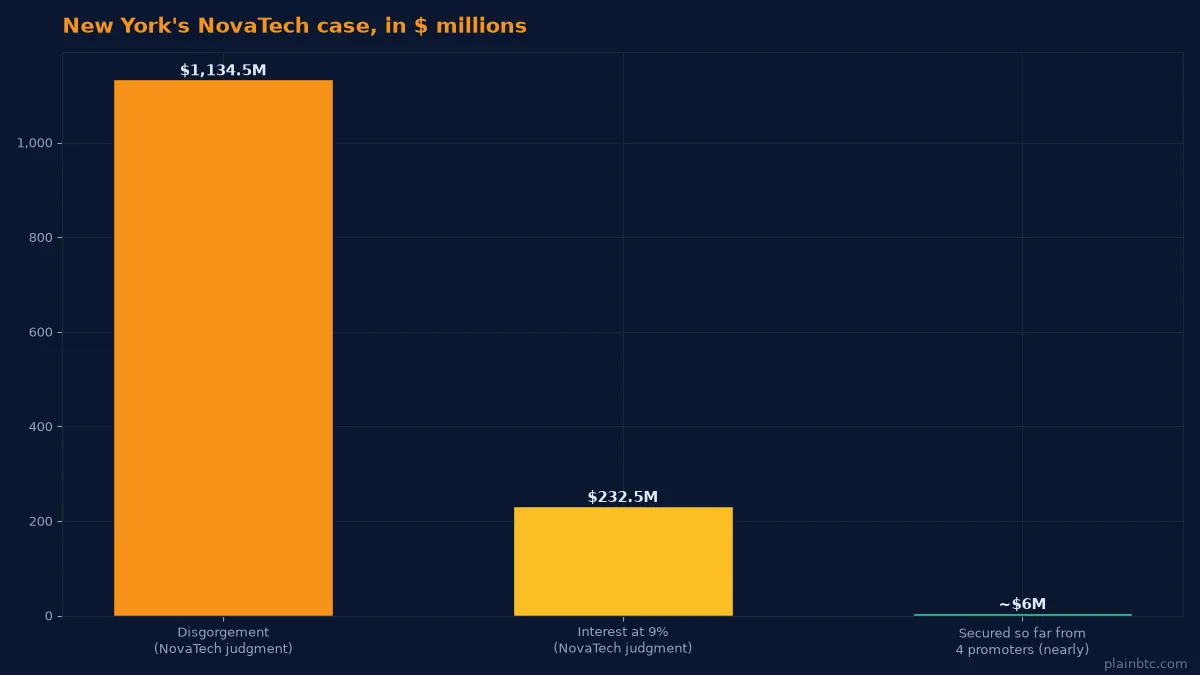 New York's NovaTech case, in $ millions
$1,134.5M
1,000
800
600
400
$232.5M
200
~$6M
0
Disgorgement
(NovaTech judgment)
Interest at 9%
(NovaTech judgment)
Secured so far from
4 promoters (nearly)
plainbtc.com